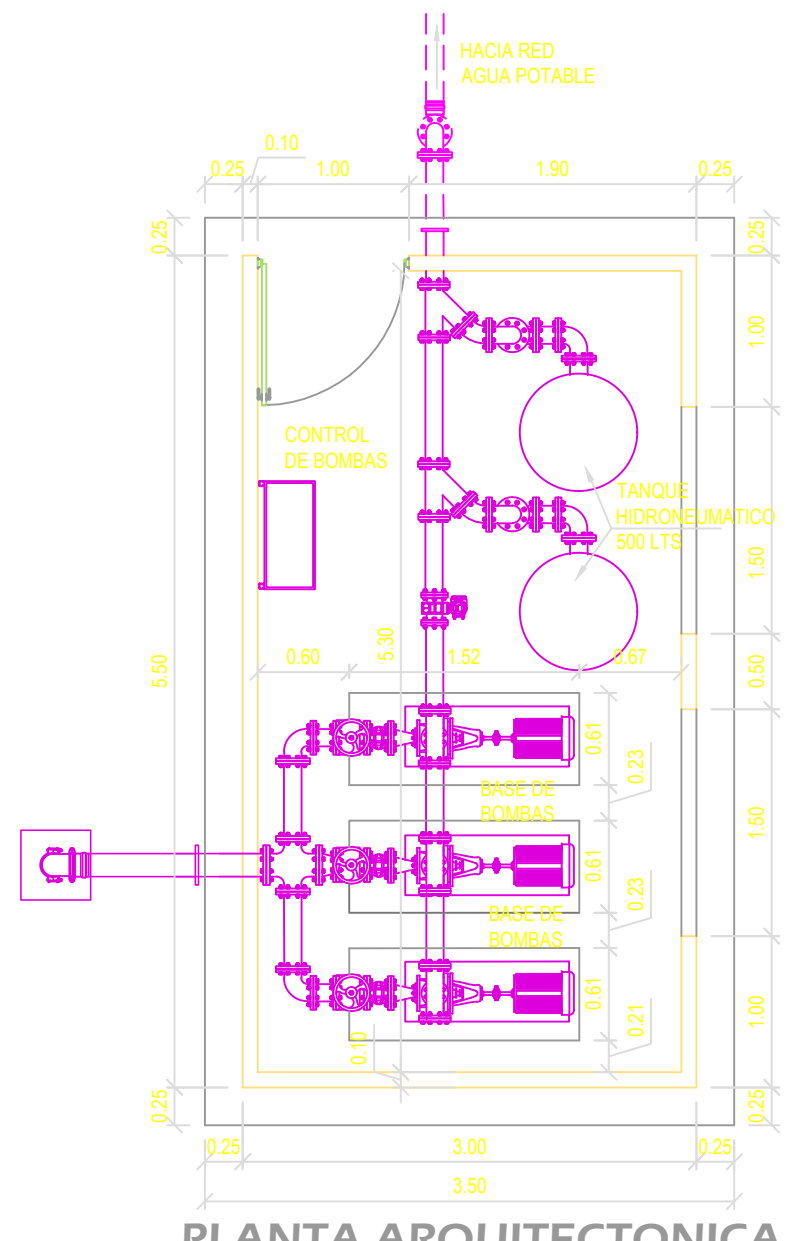 HACIA RED
AGUA POTABLE
0.10
0.25
1.00
1.90
0.25
0.25
0.25
1.00
CONTROL
DE BOMBAS
TANQUE
HIDRONEUMATICO
500 LTS
1.50
5.50
5.30
0.60
1.52
0.67
0.50
0.61
0.23
BASE DE
BOMBAS
1.50
0.61
0.23
BASE DE
BOMBAS
0.61
0.21
1.00
0.10
0.25
0.25
0.25
3.00
0.25
3.50
PLANTA ARQUITECTONICA